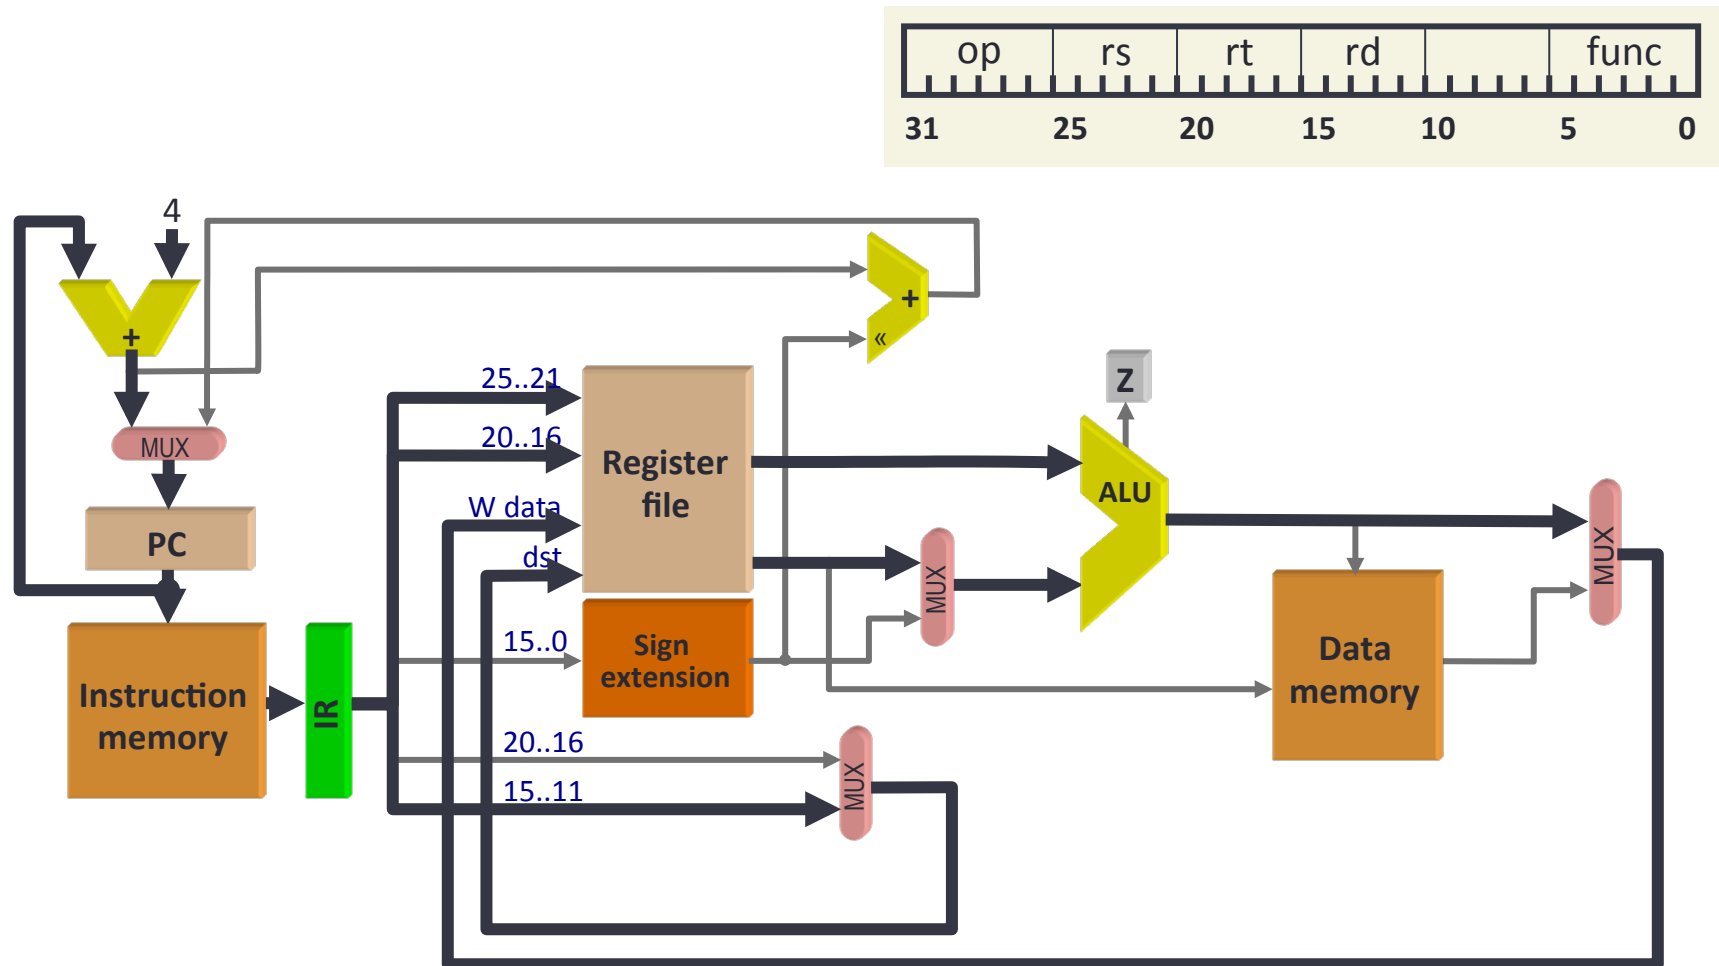 op rs rt rd func
31 25 20 15 10 5 0
4
+
+
«
MUX
PC
Instruction
memory
IR
25..21
20..16
W data
dst
15..0
20..16
15..11
Register
file
Sign
extension
MUX
MUX
Z
ALU
Data
memory
MUX